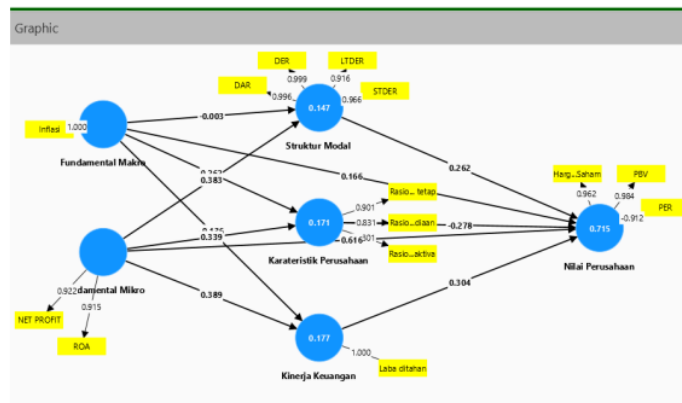 Graphic
DER
LTDER
DAR
0.999
0.916
STDER
0.996
0.966
0.147
Inflasi
1.000
-0.003
Struktur Modal
Fundamental Makro
0.383
0.262
0.166
Harg... Saham
PBV
0.962
0.984
PER
-0.912
Rasio... tetap
0.901
0.171
0.831
Rasio...diaan
-0.278
0.715
0.339
0.616
Rasio...aktiva
Karateristik Perusahaan
Nilai Perusahaan
damental Mikro
0.922
0.915
0.389
0.304
NET PROFIT
ROA
0.177
1.000
Laba ditahan
Kinerja Keuangan